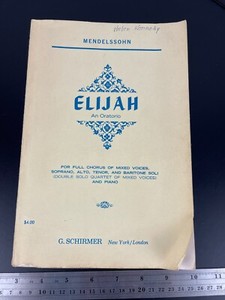 MENDELSSOHN
ELIJAH
An Oratorio
FOR FULL CHORUS OF MIXED VOICES,
SOPRANO, ALTO, TENOR, AND BARITONE SOLI
(DOUBLE SOLO QUARTET OF MIXED VOICES)
AND PIANO
G. SCHIRMER New York/London